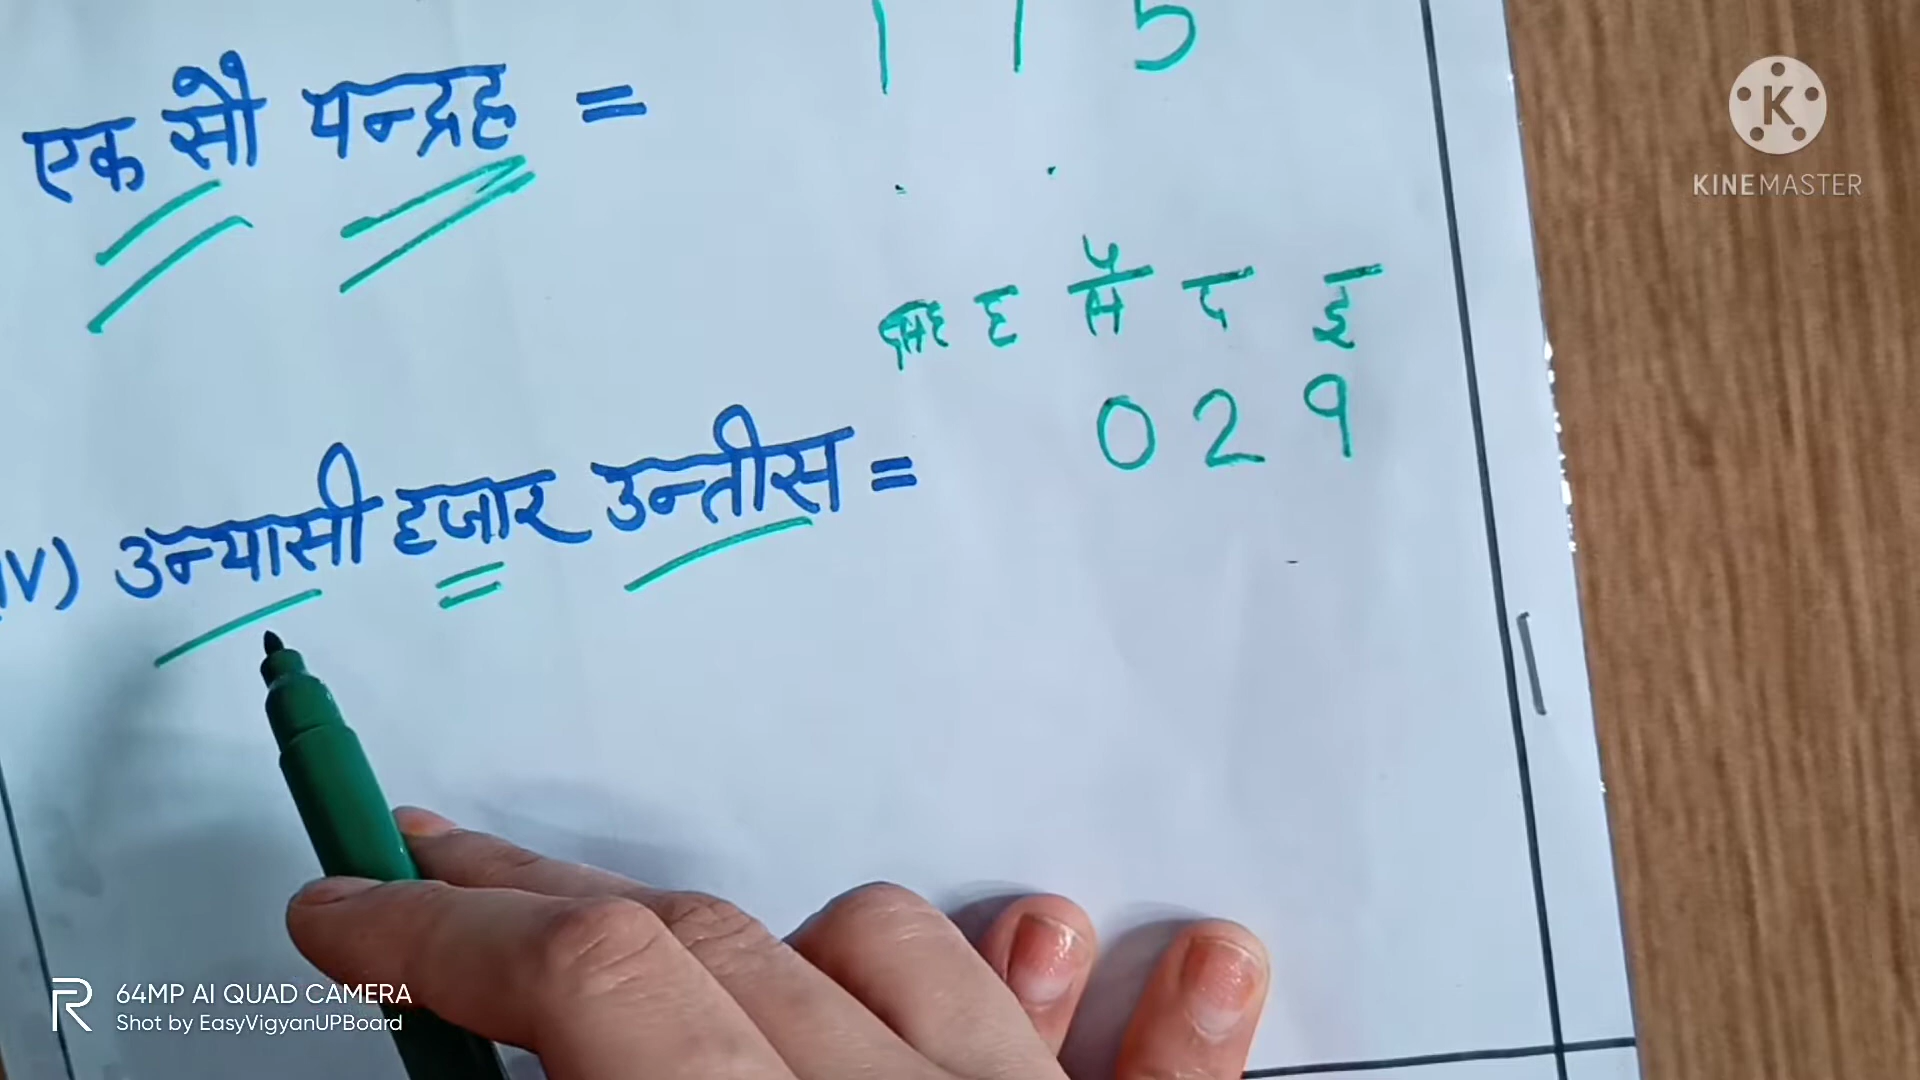 1 1 5
एक सौ पन्द्रह =
KINEMASTER
ह सै द इ
0 2 9
(iv) उन्यासी हजार उन्तीस =
64MP AI QUAD CAMERA
Shot by EasyVigyanUPBoard